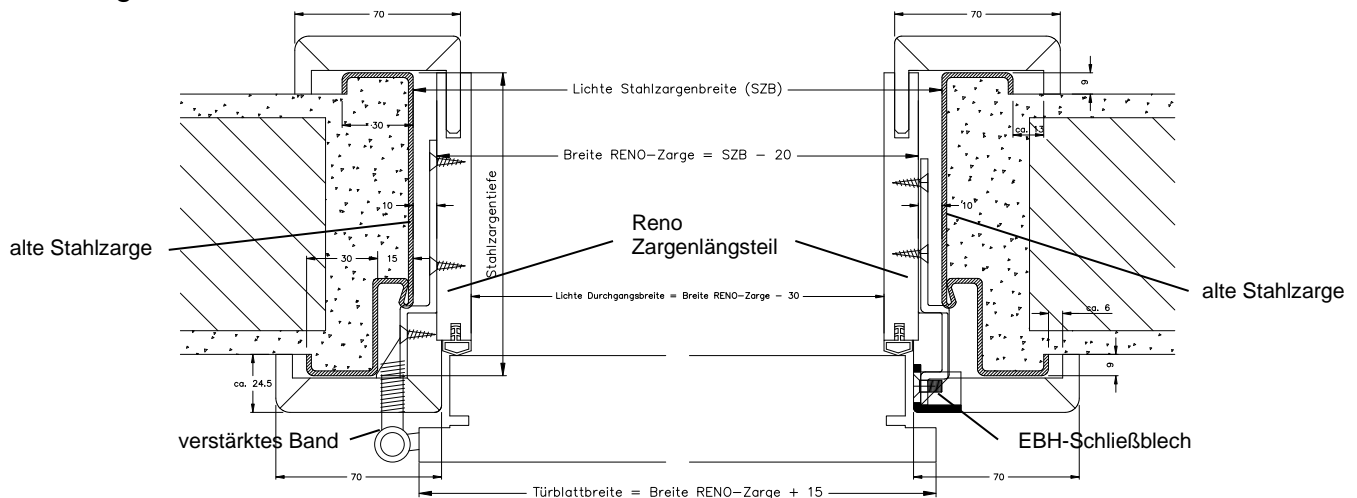 70
70
Lichte Stahlzargenbreite (SZB)
9
30
ca. 13
Breite RENO-Zarge = SZB - 20
Stahlzargentiefe
10
10
Reno
Zargenlängsteil
alte Stahlzarge
30
15
Lichte Durchgangsbreite = Breite RENO-Zarge - 30
alte Stahlzarge
ca. 6
ca. 24.5
9
verstärktes Band
EBH-Schließblech
70
70
Türblattbreite = Breite RENO-Zarge + 15